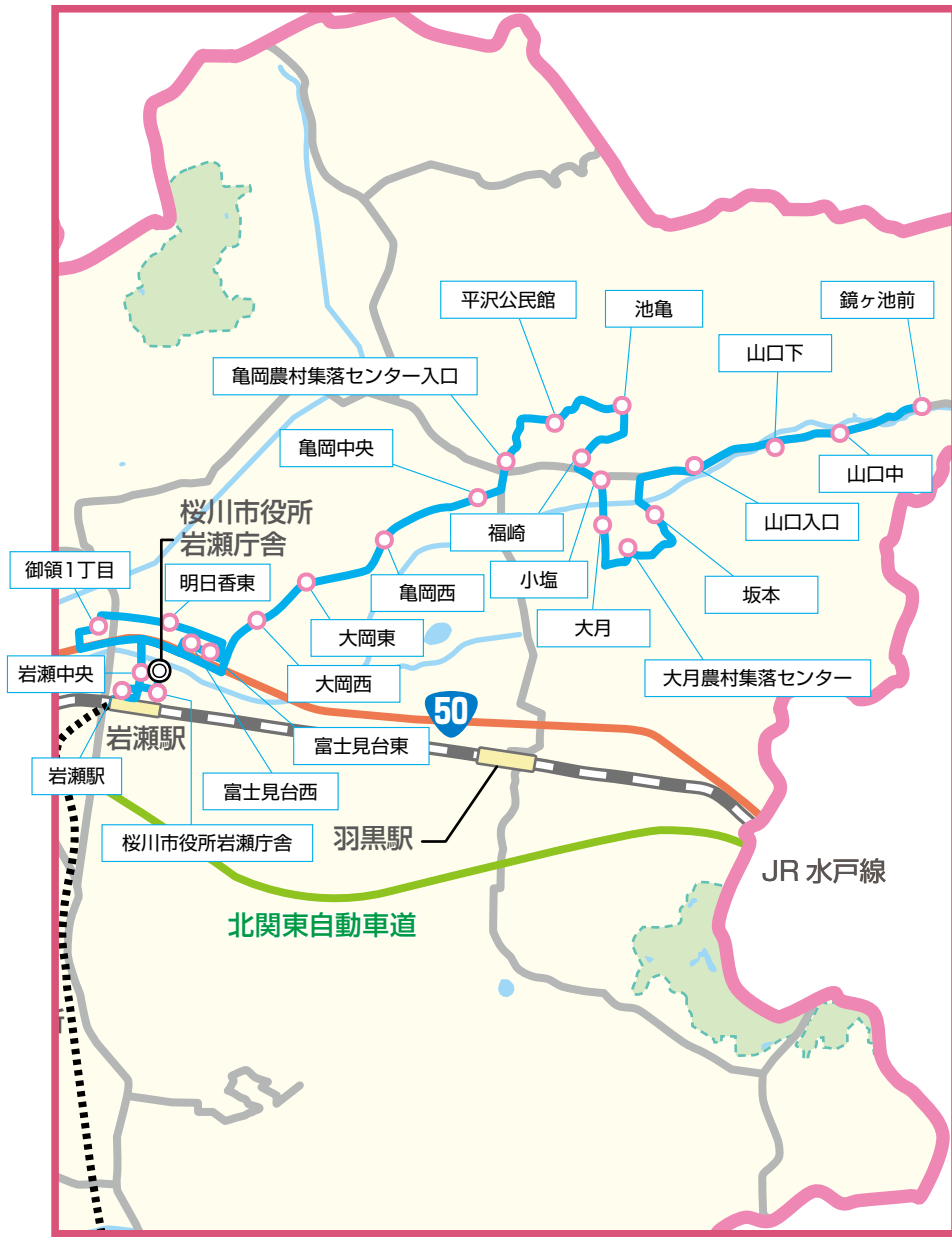 平沢公民館
池亀
鏡ヶ池前
山口下
亀岡農村集落センター入口
亀岡中央
山口中
桜川市役所
岩瀬庁舎
福崎
山口入口
御領1丁目
明日香東
亀岡西
小塩
坂本
大岡東
大月
岩瀬中央
大岡西
大月農村集落センター
50
岩瀬駅
富士見台東
岩瀬駅
富士見台西
桜川市役所岩瀬庁舎
羽黒駅
JR 水戸線
北関東自動車道